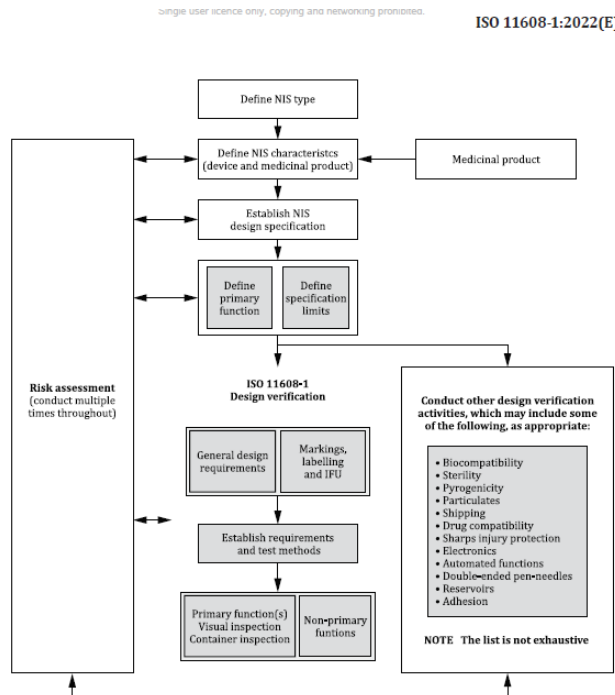 Single user licence only, copying and networking prohibited.
ISO 11608-1:2022(E)
Define NIS type
Define NIS characteristcs
(device and medicinal product)
Medicinal product
Establish NIS
design specification
Define
primary
function
Define
specification
limits
Risk assessment
(conduct multiple
times throughout)
ISO 11608-1
Design verification
General design
requirements
Markings,
labelling
and IFU
Establish requirements
and test methods
Primary function(s)
Visual inspection
Container inspection
Non-primary
funtions
Conduct other design verification
activities, which may include some
of the following, as appropriate:
• Biocompatibility
• Sterility
• Pyrogenicity
• Particulates
• Shipping
• Drug compatibility
• Sharps injury protection
• Electronics
• Automated functions
• Double-ended pen-needles
• Reservoirs
• Adhesion
NOTE The list is not exhaustive